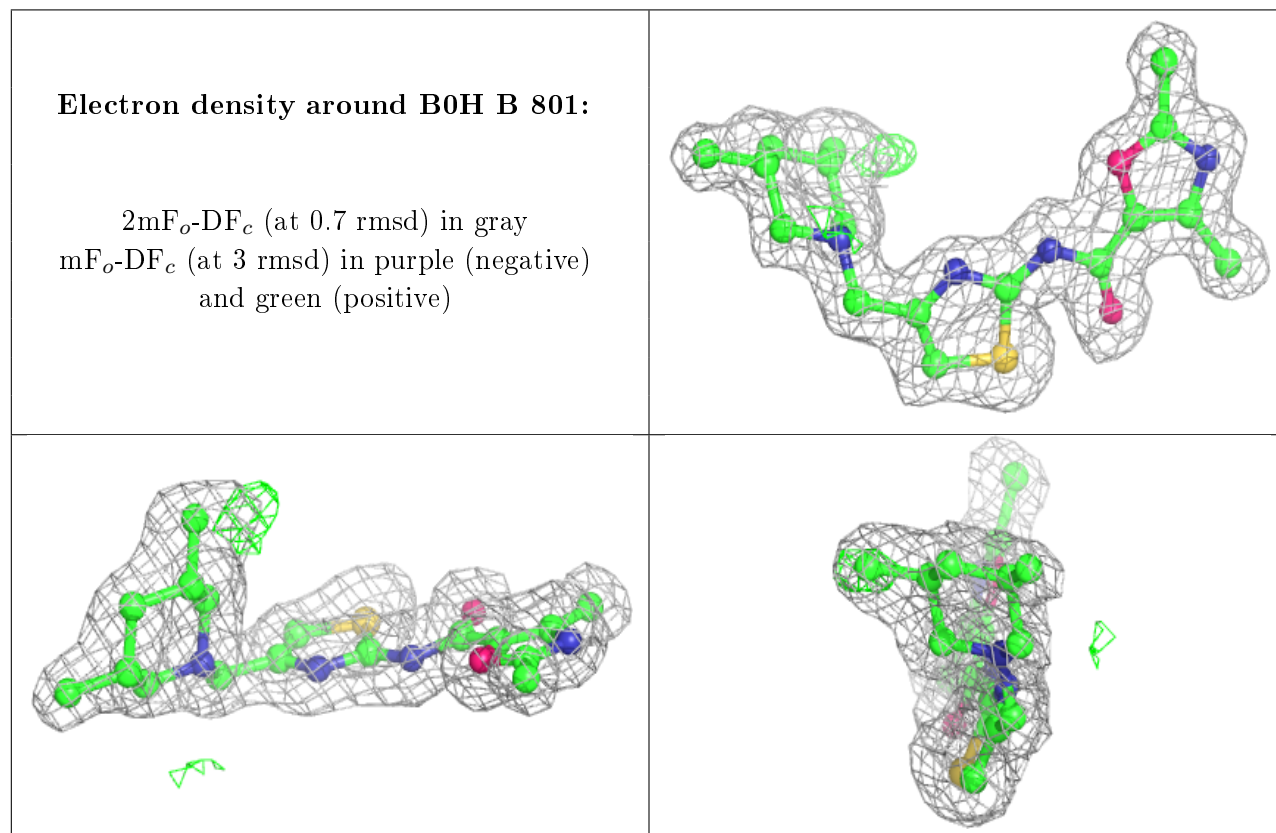 Electron density around B0H B 801:
2mFo-DFc (at 0.7 rmsd) in gray
mFo-DFc (at 3 rmsd) in purple (negative)
and green (positive)